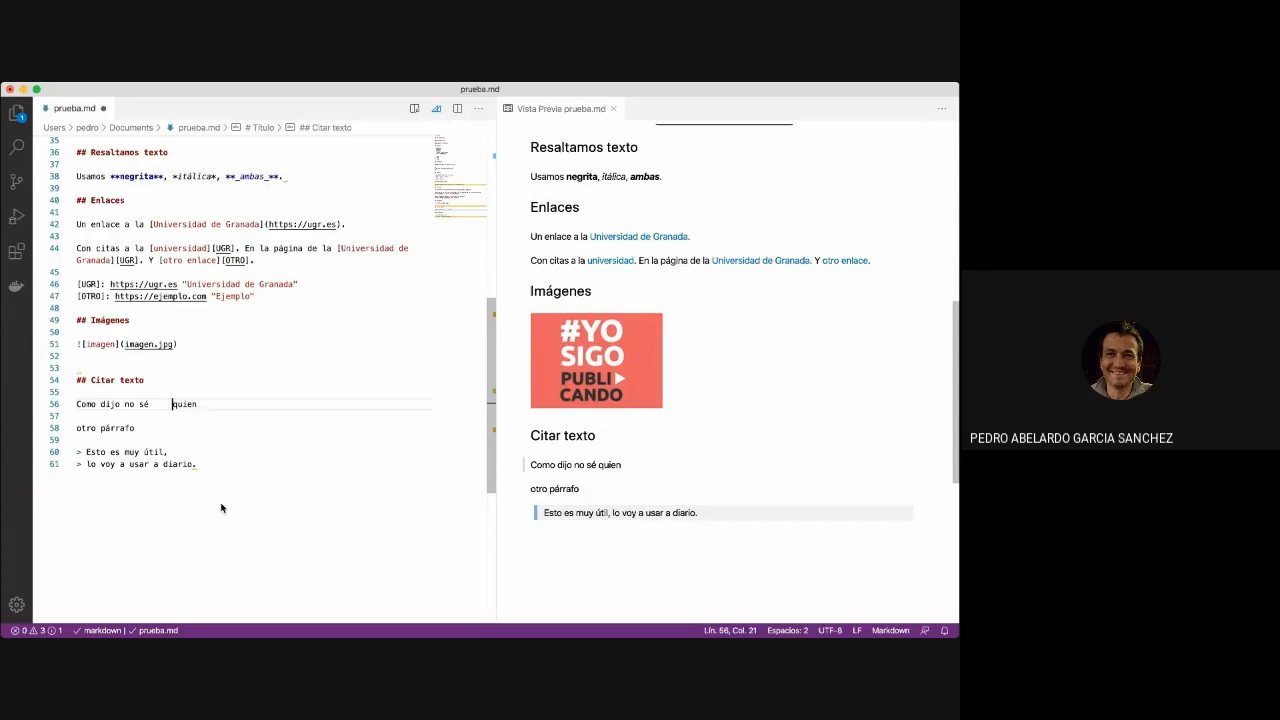 prueba.md
prueba.md
Vista Previa prueba.md
Users > pedro > Documents > prueba.md > # Título > ## Citar texto
35
36 ## Resaltamos texto
37
38 Usamos **negrita**, *itálica*, **_ambas_**.
39
40 ## Enlaces
41
42 Un enlace a la [Universidad de Granada](https://ugr.es).
43
44 Con citas a la [universidad][UGR]. En la página de la [Universidad de
Granada][UGR]. Y [otro enlace][OTRO].
45
46 [UGR]: https://ugr.es "Universidad de Granada"
47 [OTRO]: https://ejemplo.com "Ejemplo"
48
49 ## Imágenes
50
51 ![imagen](imagen.jpg)
52
53
54 ## Citar texto
55
56 Como dijo no sé    quien
57
58 otro párrafo
59
60 > Esto es muy útil,
61 > lo voy a usar a diario.
Resaltamos texto
Usamos negrita, itálica, ambas.
Enlaces
Un enlace a la Universidad de Granada.
Con citas a la universidad. En la página de la Universidad de Granada. Y otro enlace.
Imágenes
#YO
SIGO
PUBLI
CANDO
Citar texto
Como dijo no sé quien
otro párrafo
Esto es muy útil, lo voy a usar a diario.
PEDRO ABELARDO GARCIA SANCHEZ
1
0 3 1 markdown | prueba.md
Lín. 56, Col. 21 Espacios: 2 UTF-8 LF Markdown